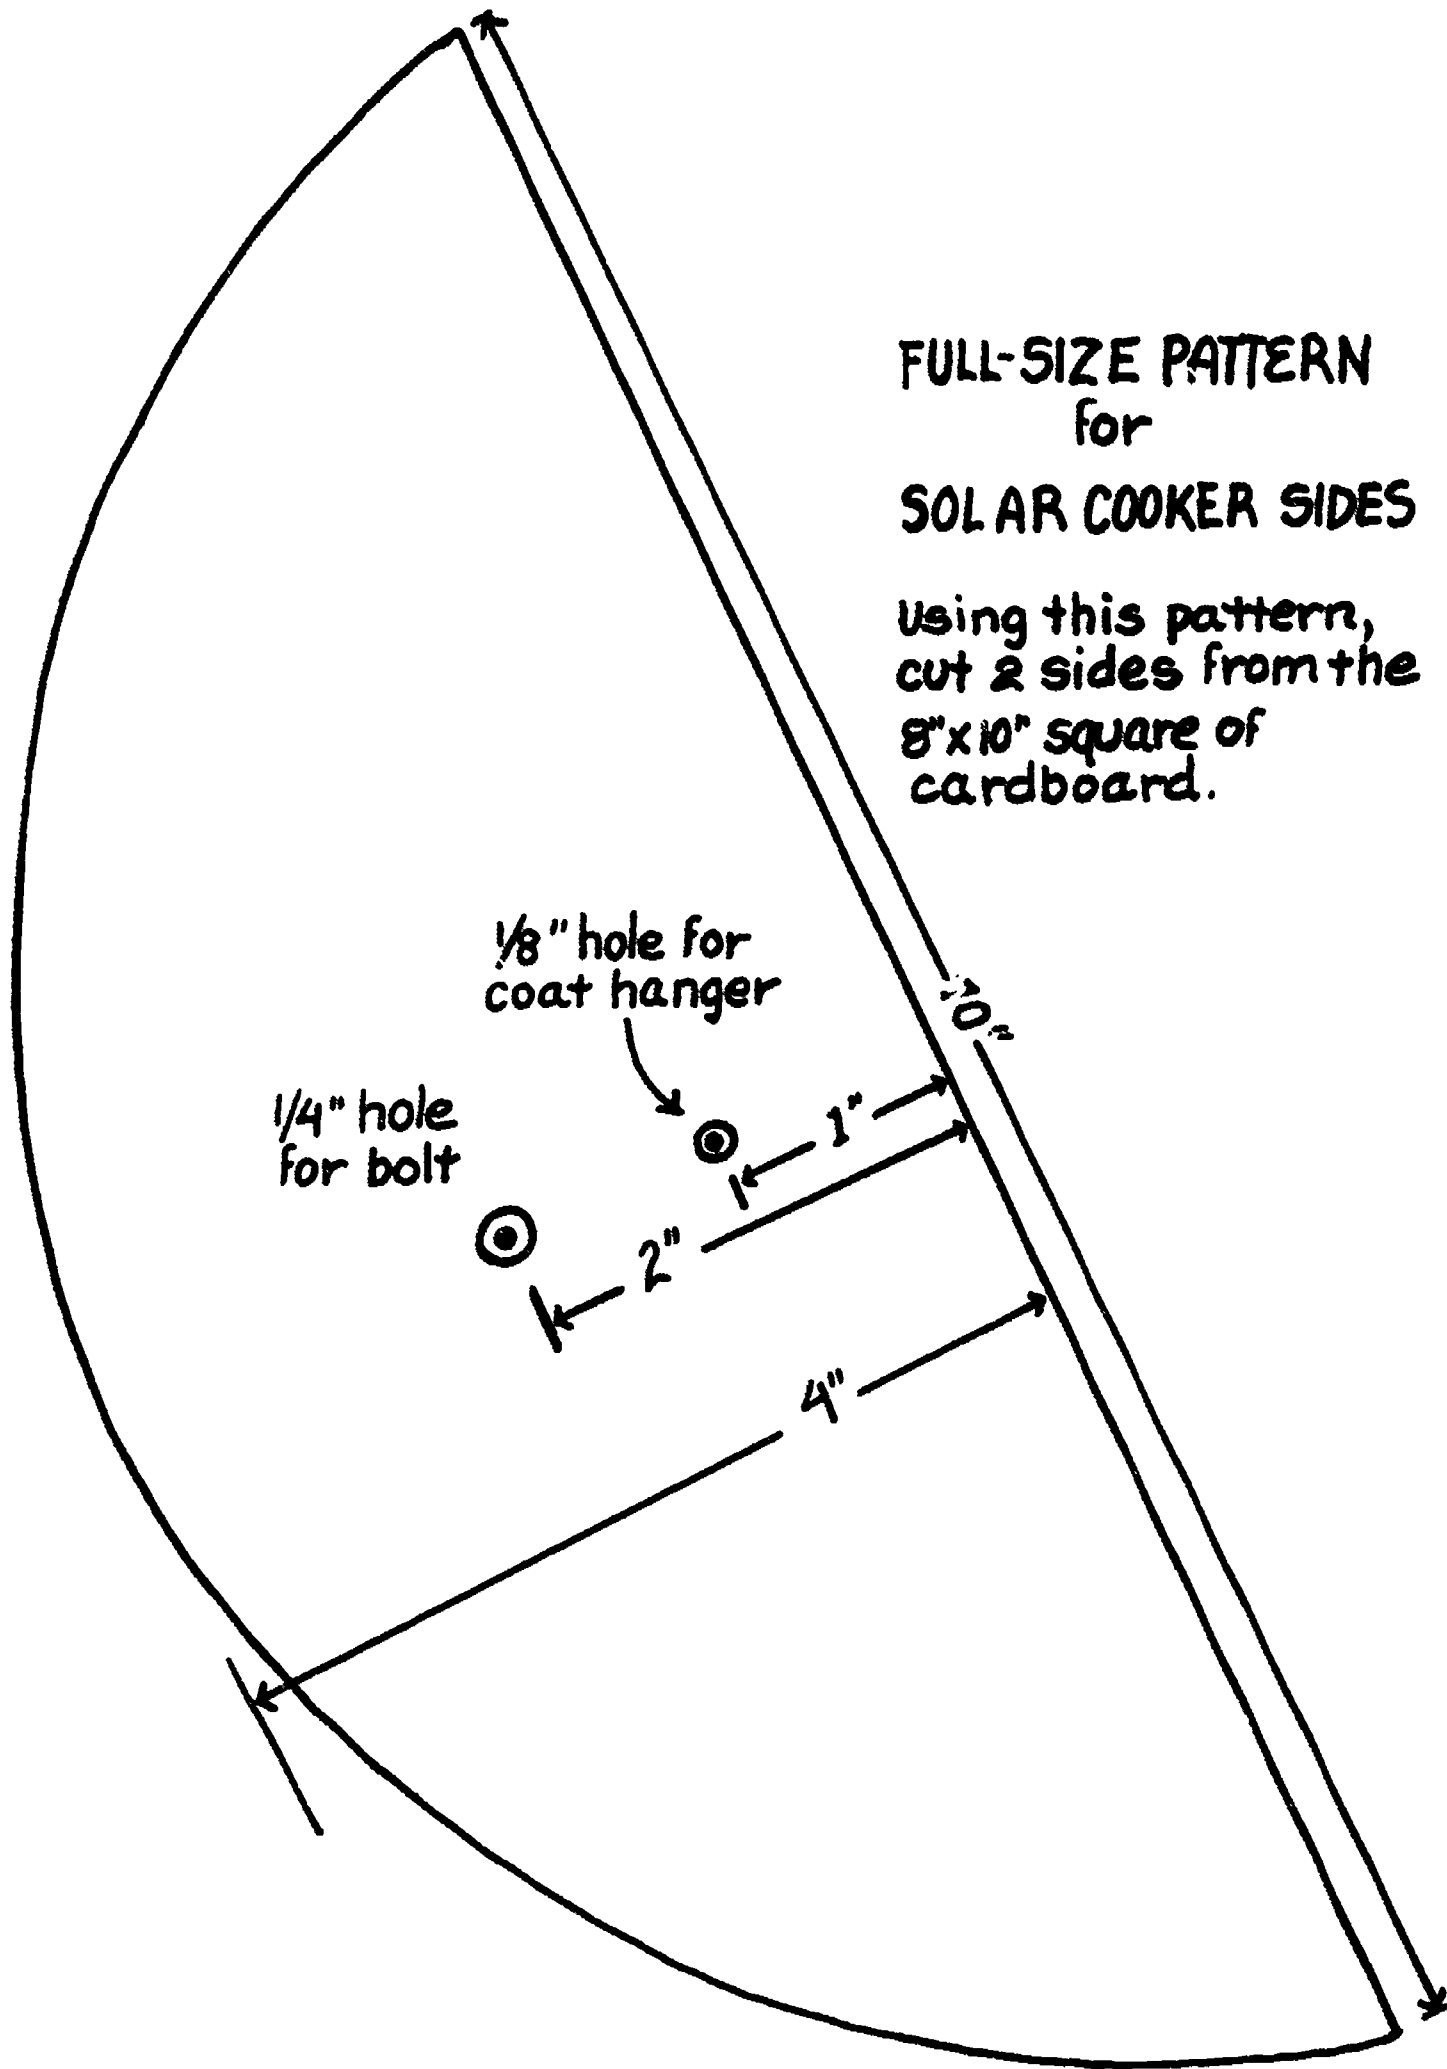 FULL-SIZE PATTERN
for
SOLAR COOKER SIDES
Using this pattern,
cut 2 sides from the
8"x10" square of
cardboard.
1/8" hole for
coat hanger
10"
1/4" hole
for bolt
1"
2"
4"